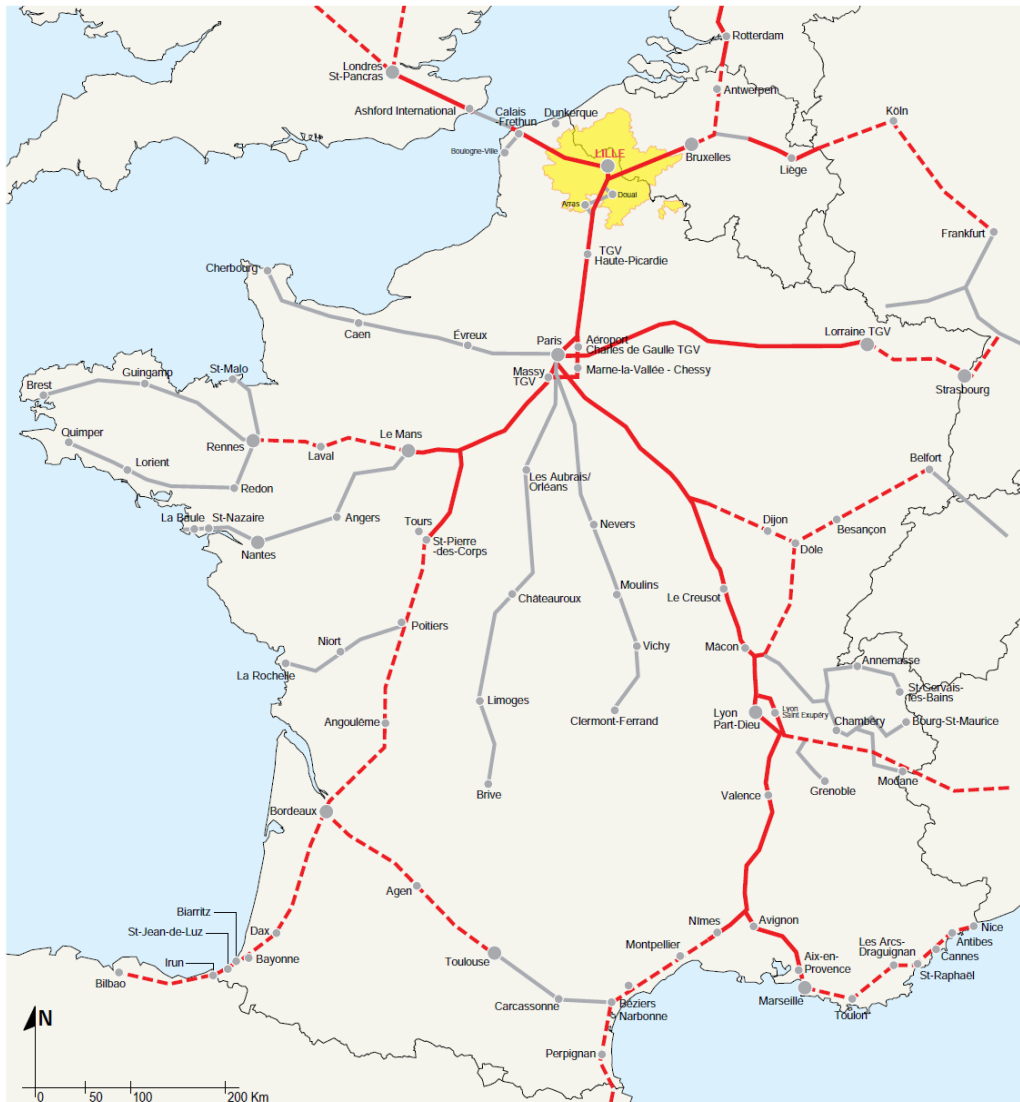 Rotterdam
Londres
St-Pancras
Antwerpen
Ashford International
Calais
-Frethun
Dunkerque
Köln
Boulogne-Ville
LILLE
Bruxelles
Liège
Douai
Arras
Frankfurt
TGV
Haute-Picardie
Cherbourg
Caen
Évreux
Paris
Aéroport
Charles de Gaulle TGV
Lorraine TGV
Massy
TGV
Marne-la-Vallée - Chessy
Strasbourg
St-Malo
Guingamp
Brest
Quimper
Rennes
Laval
Le Mans
Lorient
Redon
Les Aubrais/
Orléans
Belfort
La Baule
St-Nazaire
Angers
Nantes
Tours
St-Pierre
-des-Corps
Nevers
Dijon
Besançon
Dôle
Châteauroux
Moulins
Le Creusot
Poitiers
Niort
La Rochelle
Vichy
Mâcon
Annemasse
St-Gervais-
les-Bains
Limoges
Clermont-Ferrand
Lyon
Part-Dieu
Lyon
Saint Exupéry
Chambéry
Bourg-St-Maurice
Angoulême
Modane
Grenoble
Brive
Valence
Bordeaux
Agen
Biarritz
St-Jean-de-Luz
Dax
Bayonne
Irun
Bilbao
Toulouse
Nîmes
Avignon
Montpellier
Aix-en-
Provence
Les Arcs-
Draguignan
Nice
Antibes
Cannes
St-Raphaël
Marseille
Toulon
Carcassonne
Béziers
Narbonne
Perpignan
N
0 50 100 200 Km